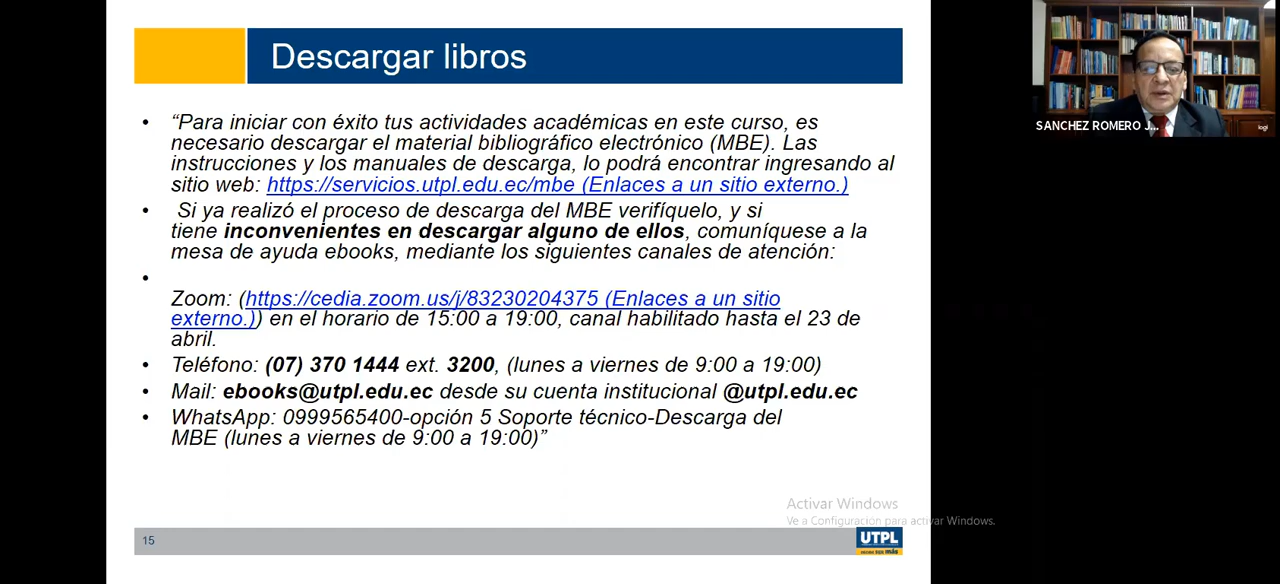 Descargar libros
• “Para iniciar con éxito tus actividades académicas en este curso, es
necesario descargar el material bibliográfico electrónico (MBE). Las
instrucciones y los manuales de descarga, lo podrá encontrar ingresando al
sitio web: https://servicios.utpl.edu.ec/mbe (Enlaces a un sitio externo.)
• Si ya realizó el proceso de descarga del MBE verifíquelo, y si
tiene inconvenientes en descargar alguno de ellos, comuníquese a la
mesa de ayuda ebooks, mediante los siguientes canales de atención:
•
Zoom: (https://cedia.zoom.us/j/83230204375 (Enlaces a un sitio
externo.)) en el horario de 15:00 a 19:00, canal habilitado hasta el 23 de
abril.
• Teléfono: (07) 370 1444 ext. 3200, (lunes a viernes de 9:00 a 19:00)
• Mail: ebooks@utpl.edu.ec desde su cuenta institucional @utpl.edu.ec
• WhatsApp: 0999565400-opción 5 Soporte técnico-Descarga del
MBE (lunes a viernes de 9:00 a 19:00)”
SANCHEZ ROMERO J...
logi
Activar Windows
Ve a Configuración para activar Windows.
15
UTPL